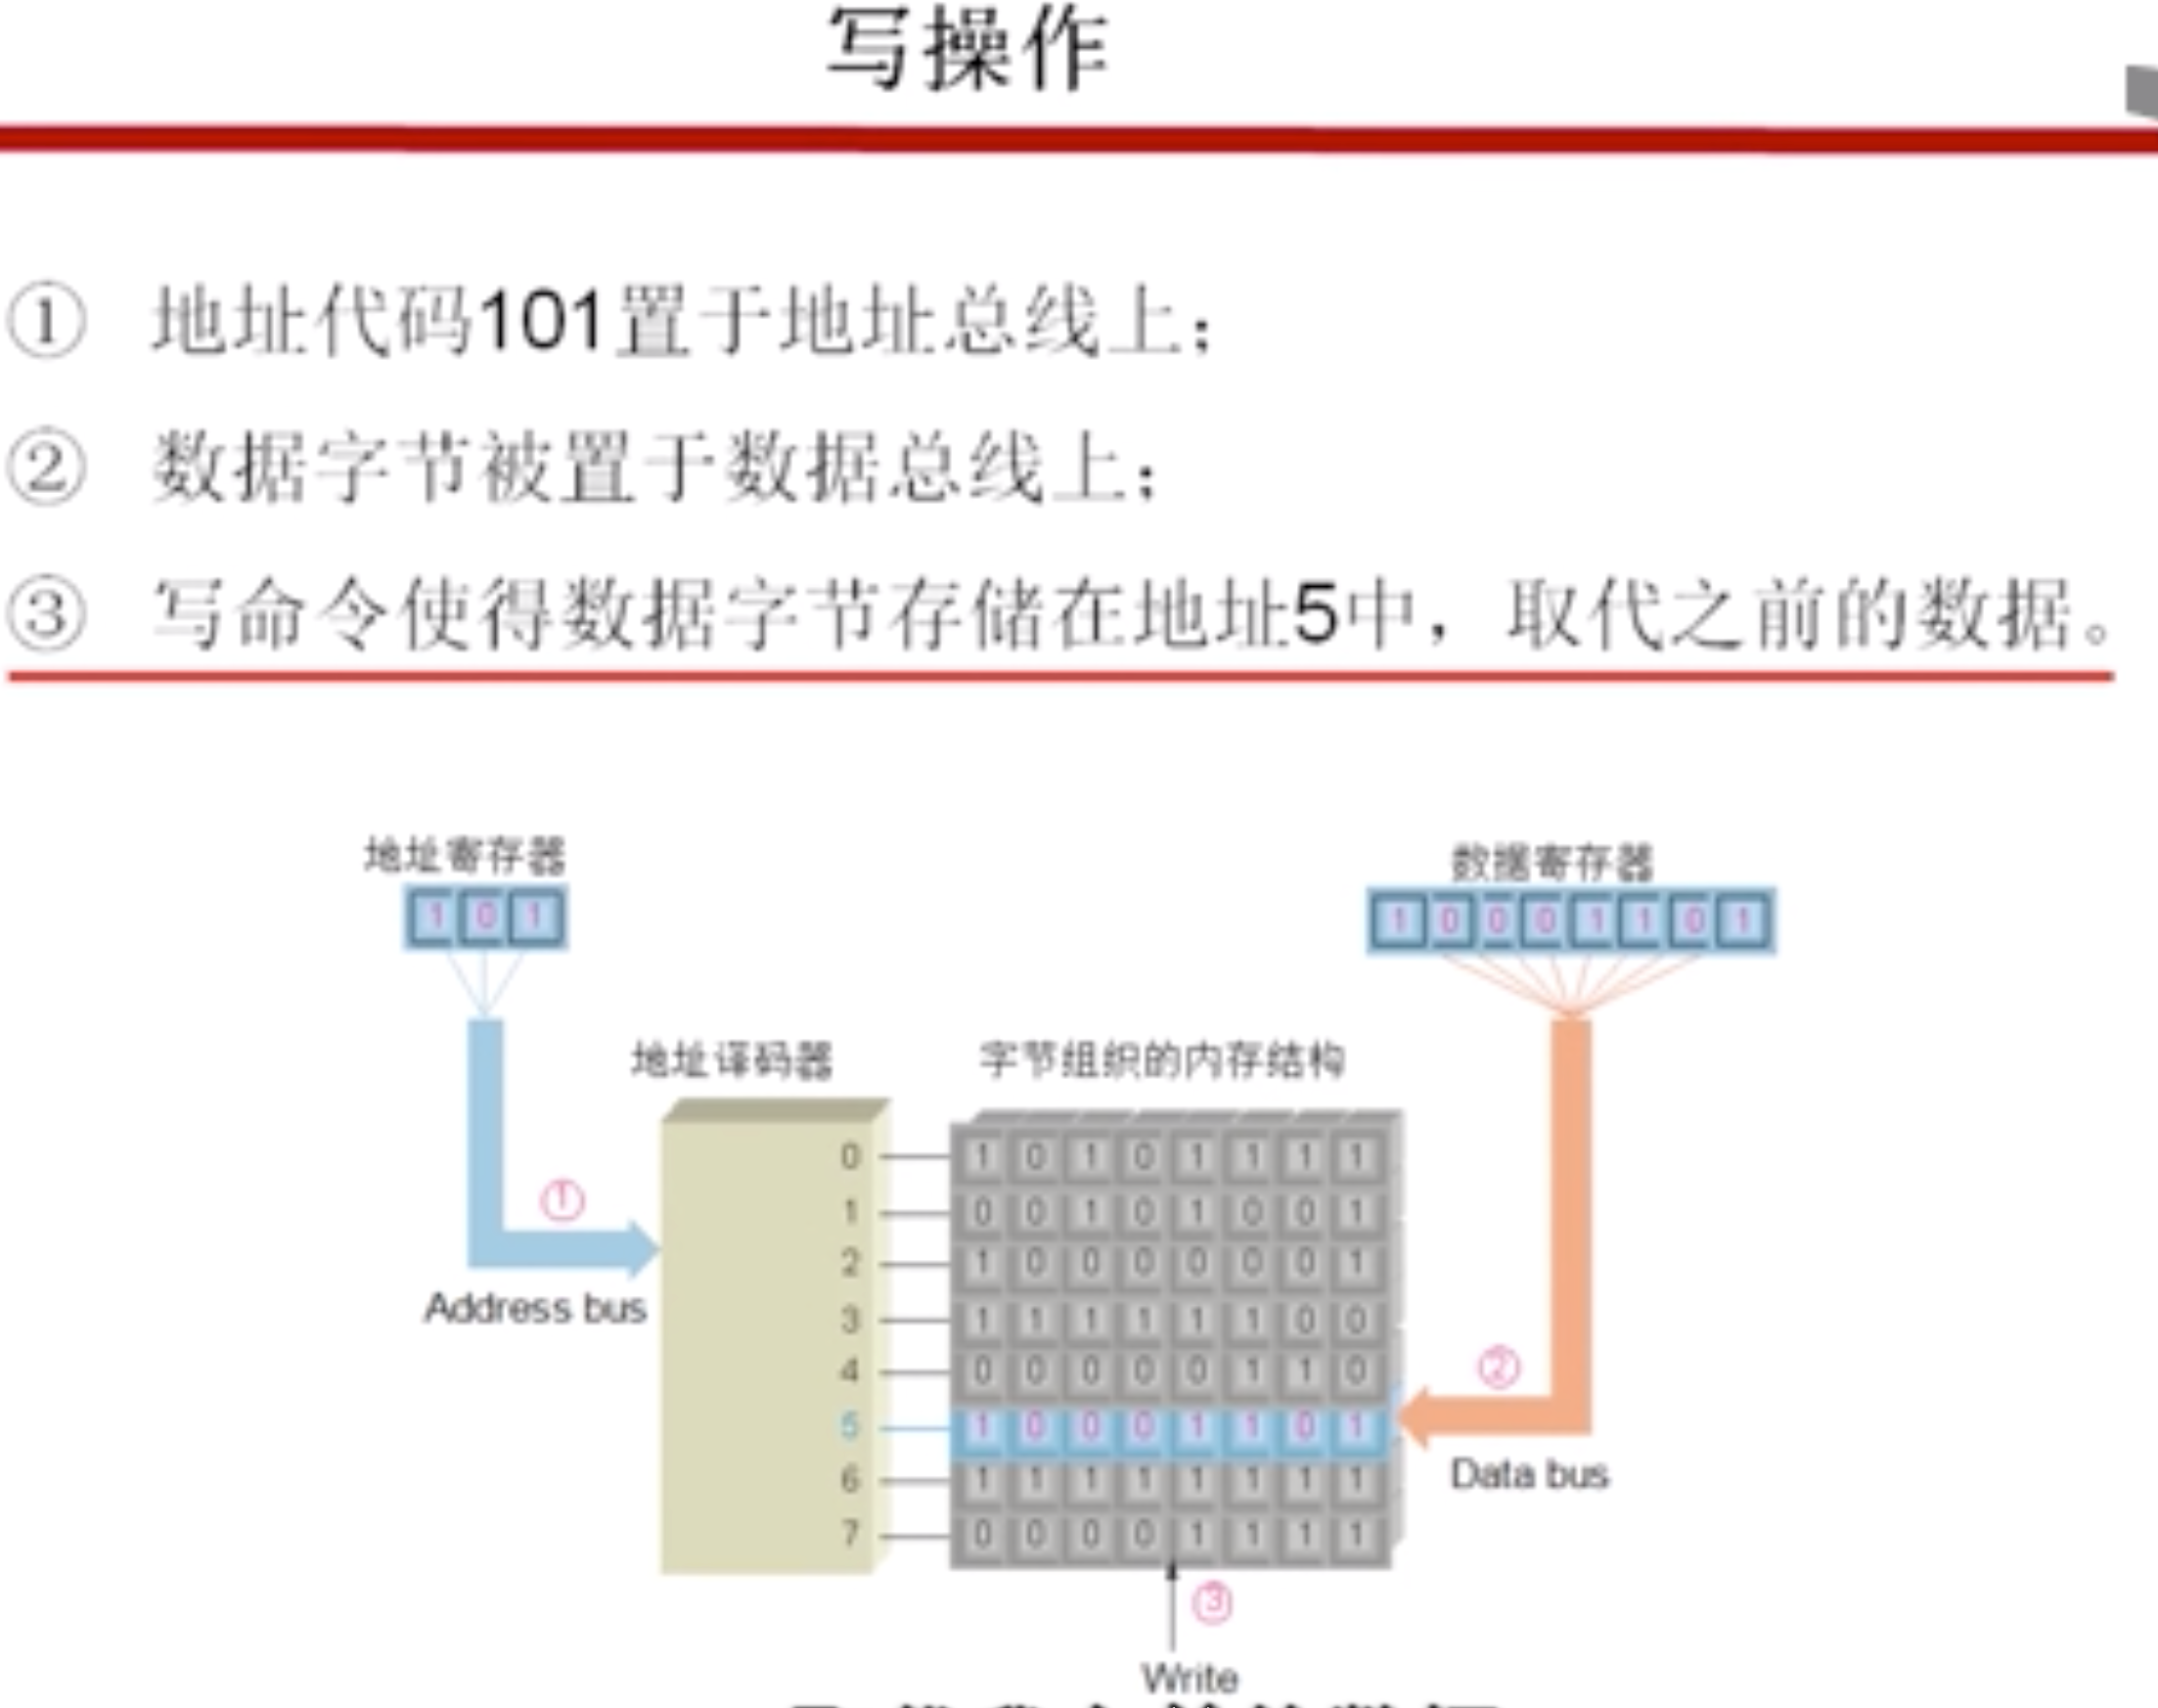 写操作
① 地址代码101置于地址总线上；
② 数据字节被置于数据总线上；
③ 写命令使得数据字节存储在地址5中，取代之前的数据。
地址寄存器
1 0 1
数据寄存器
1 0 0 0 1 1 0 1
地址译码器
字节组织的内存结构
0 1 0 1 0 1 1 1 1
1 0 0 1 0 1 0 0 1
①
2 1 0 0 0 0 0 0 1
Address bus
3 1 1 1 1 1 1 0 0
4 0 0 0 0 0 1 1 0
②
5 1 0 0 0 1 1 0 1
Data bus
6 1 1 1 1 1 1 1 1
7 0 0 0 0 1 1 1 1
③
Write